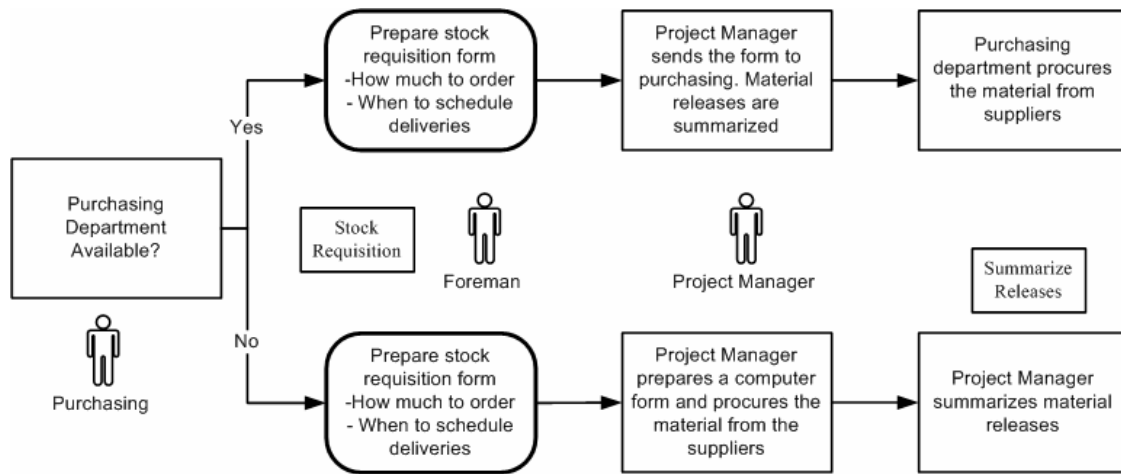 Prepare stock
requisition form
-How much to order
- When to schedule
deliveries
Project Manager
sends the form to
purchasing. Material
releases are
summarized
Purchasing
department procures
the material from
suppliers
Yes
Purchasing
Department
Available?
Stock
Requisition
Foreman
Project Manager
Summarize
Releases
Purchasing
No
Prepare stock
requisition form
-How much to order
- When to schedule
deliveries
Project Manager
prepares a computer
form and procures the
material from the
suppliers
Project Manager
summarizes material
releases